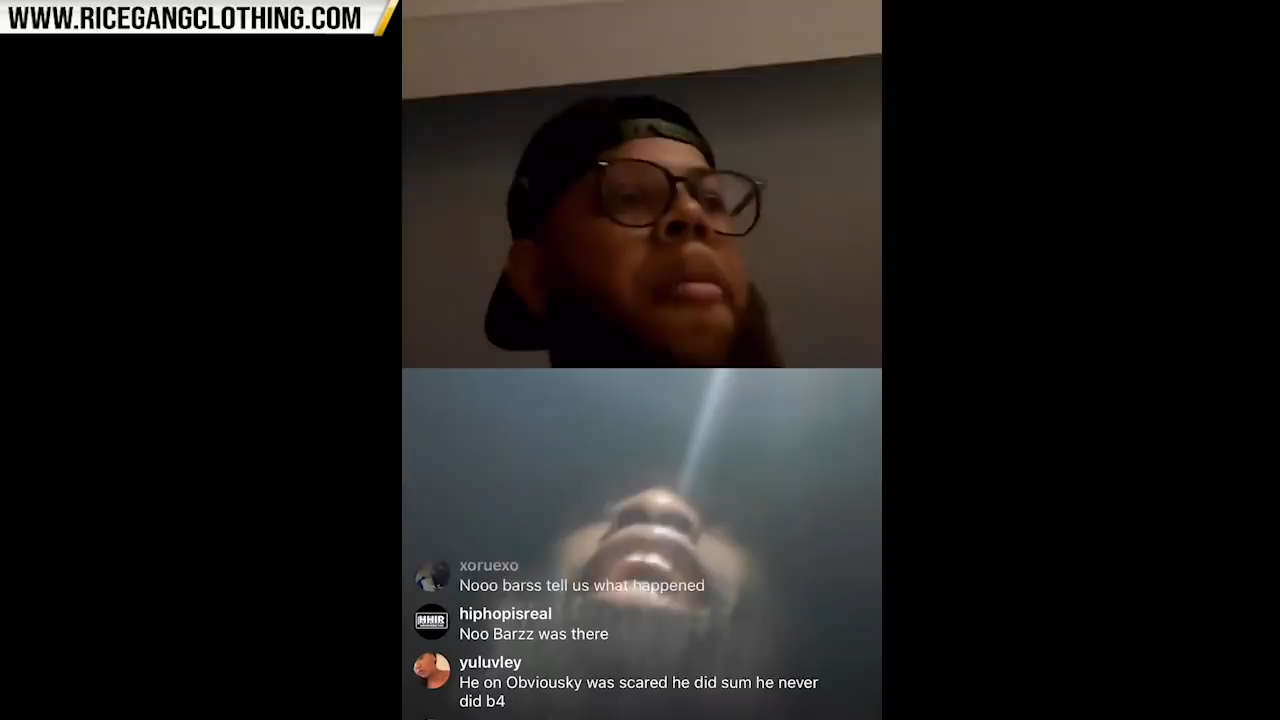 WWW.RICEGANGCLOTHING.COM
xoruexo
Nooo barss tell us what happened
HHIR
hiphopisreal
Noo Barzz was there
yuluvley
He on Obviousky was scared he did sum he never
did b4